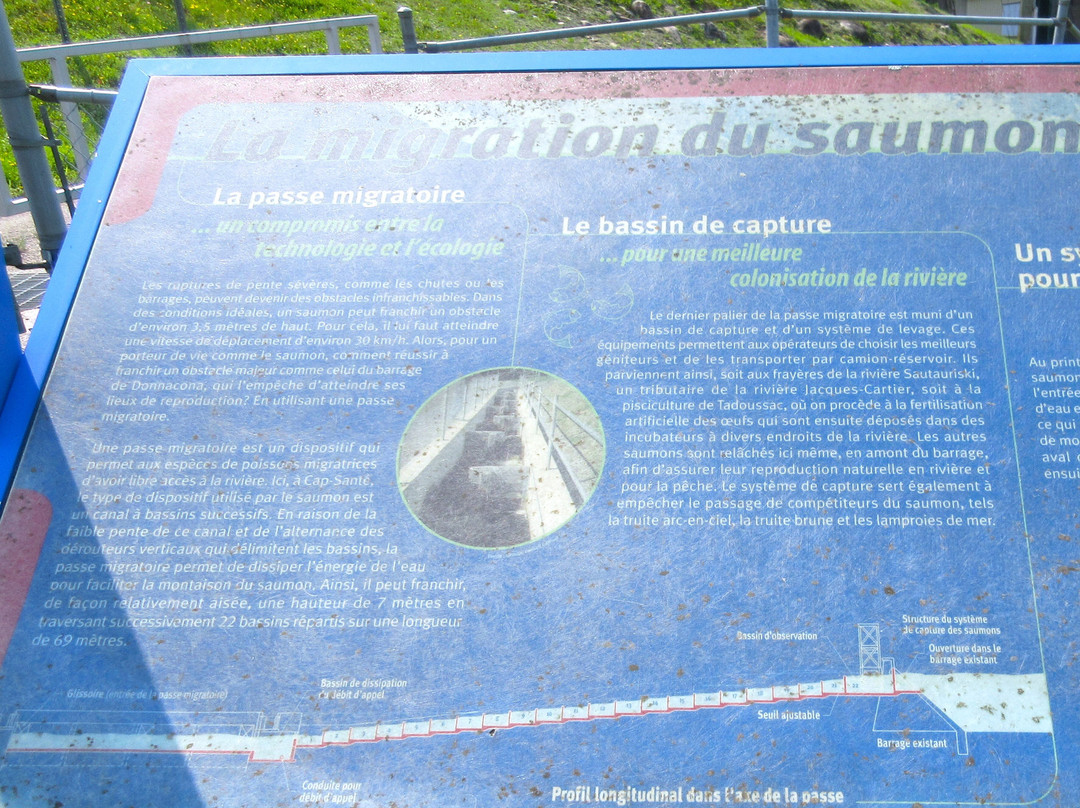 La migration du saumon
La passe migratoire
... un compromis entre la
technologie et l'écologie
Les ruptures de pente sévères, comme les chutes ou les
barrages, peuvent devenir des obstacles infranchissables. Dans
des conditions idéales, un saumon peut franchir un obstacle
d'environ 3,5 mètres de haut. Pour cela, il lui faut atteindre
une vitesse de déplacement d'environ 30 km/h. Alors, pour un
porteur de vie comme le saumon, comment réussir à
franchir un obstacle majeur comme celui du barrage
de Donnacona, qui l'empêche d'atteindre ses
lieux de reproduction? En utilisant une passe
migratoire.
Une passe migratoire est un dispositif qui
permet aux espèces de poissons migratrices
d'avoir libre accès à la rivière. Ici, à Cap-Santé,
le type de dispositif utilisé par le saumon est
un canal à bassins successifs. En raison de la
faible pente de ce canal et de l'alternance des
dérouteurs verticaux qui délimitent les bassins, la
passe migratoire permet de dissiper l'énergie de l'eau
pour faciliter la montaison du saumon. Ainsi, il peut franchir,
de façon relativement aisée, une hauteur de 7 mètres en
traversant successivement 22 bassins répartis sur une longueur
de 69 mètres.
Le bassin de capture
... pour une meilleure
colonisation de la rivière
Le dernier palier de la passe migratoire est muni d'un
bassin de capture et d'un système de levage. Ces
équipements permettent aux opérateurs de choisir les meilleurs
géniteurs et de les transporter par camion-réservoir. Ils
parviennent ainsi, soit aux frayères de la rivière Sautauriski,
un tributaire de la rivière Jacques-Cartier, soit à la
pisciculture de Tadoussac, où on procède à la fertilisation
artificielle des œufs qui sont ensuite déposés dans des
incubateurs à divers endroits de la rivière. Les autres
saumons sont relâchés ici même, en amont du barrage,
afin d'assurer leur reproduction naturelle en rivière et
pour la pêche. Le système de capture sert également à
empêcher le passage de compétiteurs du saumon, tels
la truite arc-en-ciel, la truite brune et les lamproies de mer.
Un sy
pour
Au print
saumon
l'entrée
d'eau e
ce qui
de mo
aval d
ensui
Glissoire (entrée de la passe migratoire)
Bassin de dissipation
du débit d'appel
Conduite pour
débit d'appel
Bassin d'observation
Structure du système
de capture des saumons
Ouverture dans le
barrage existant
Seuil ajustable
Barrage existant
Profil longitudinal dans l'axe de la passe